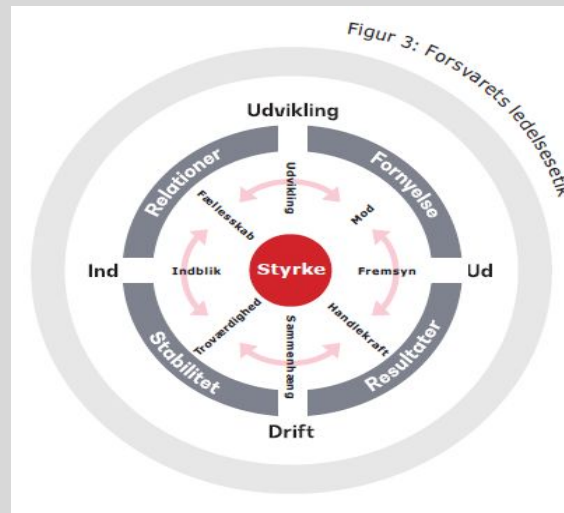 Figur 3: Forsvarets ledelsesetik
Udvikling
Relationer
Fornyelse
Udvikling
Fællesskab
Mod
Ind
Indblik
Styrke
Fremsyn
Ud
Troværdighed
Sammenhæng
Handlekraft
Stabilitet
Resultater
Drift